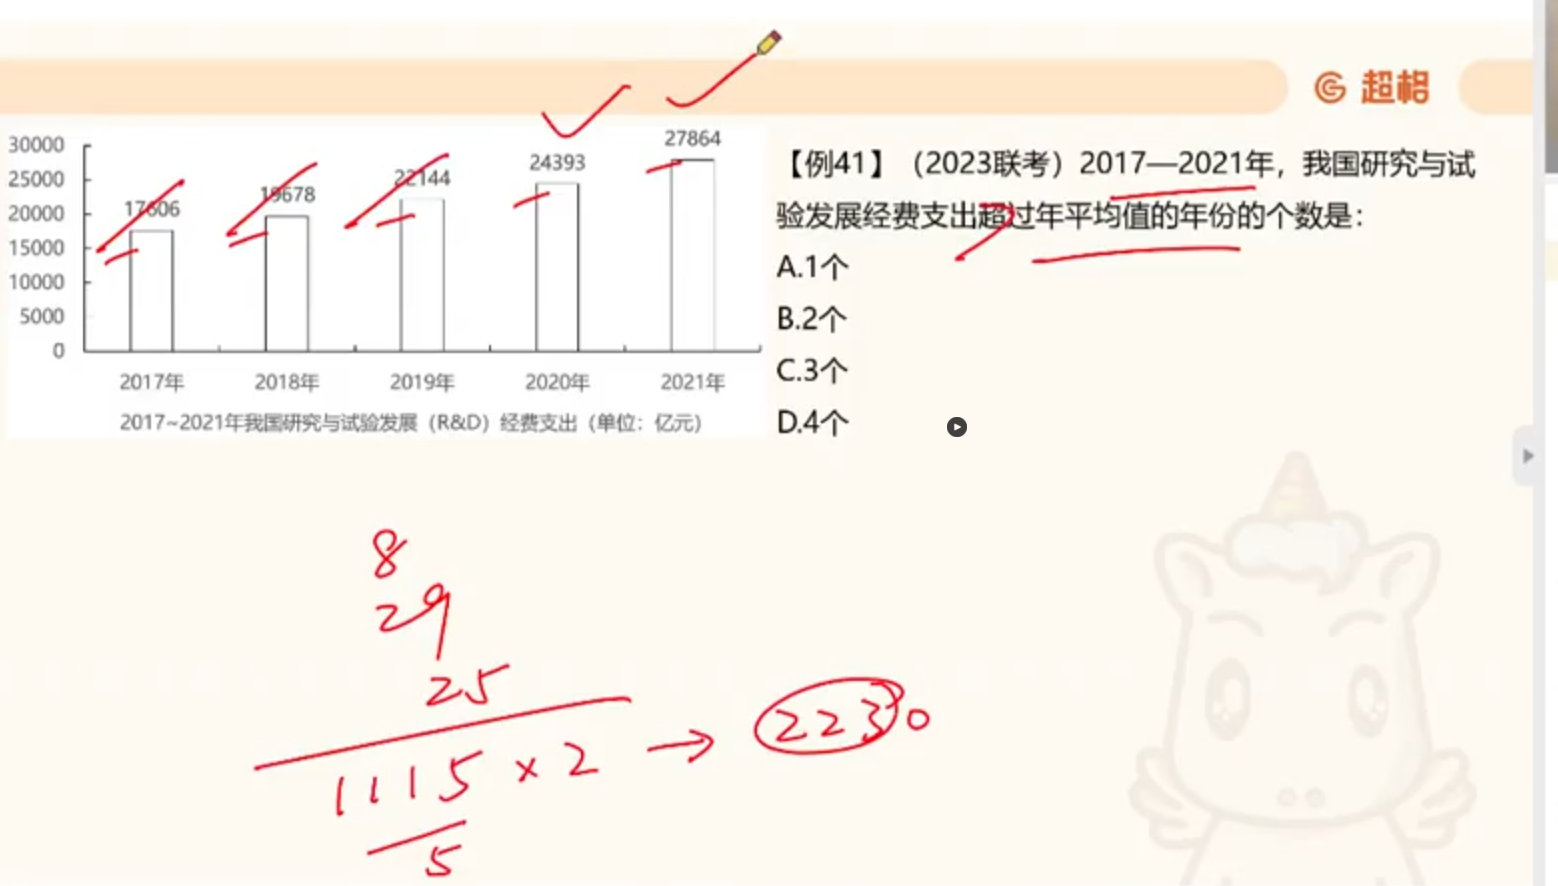 超格
【例41】（2023联考）2017—2021年，我国研究与试
验发展经费支出超过年平均值的年份的个数是：
A.1个
B.2个
C.3个
D.4个
30000
25000
20000
15000
10000
5000
0
17606
19678
22144
24393
27864
2017年 2018年 2019年 2020年 2021年
2017~2021年我国研究与试验发展（R&D）经费支出（单位：亿元）
8
29
25
1115×2 → 2230
5